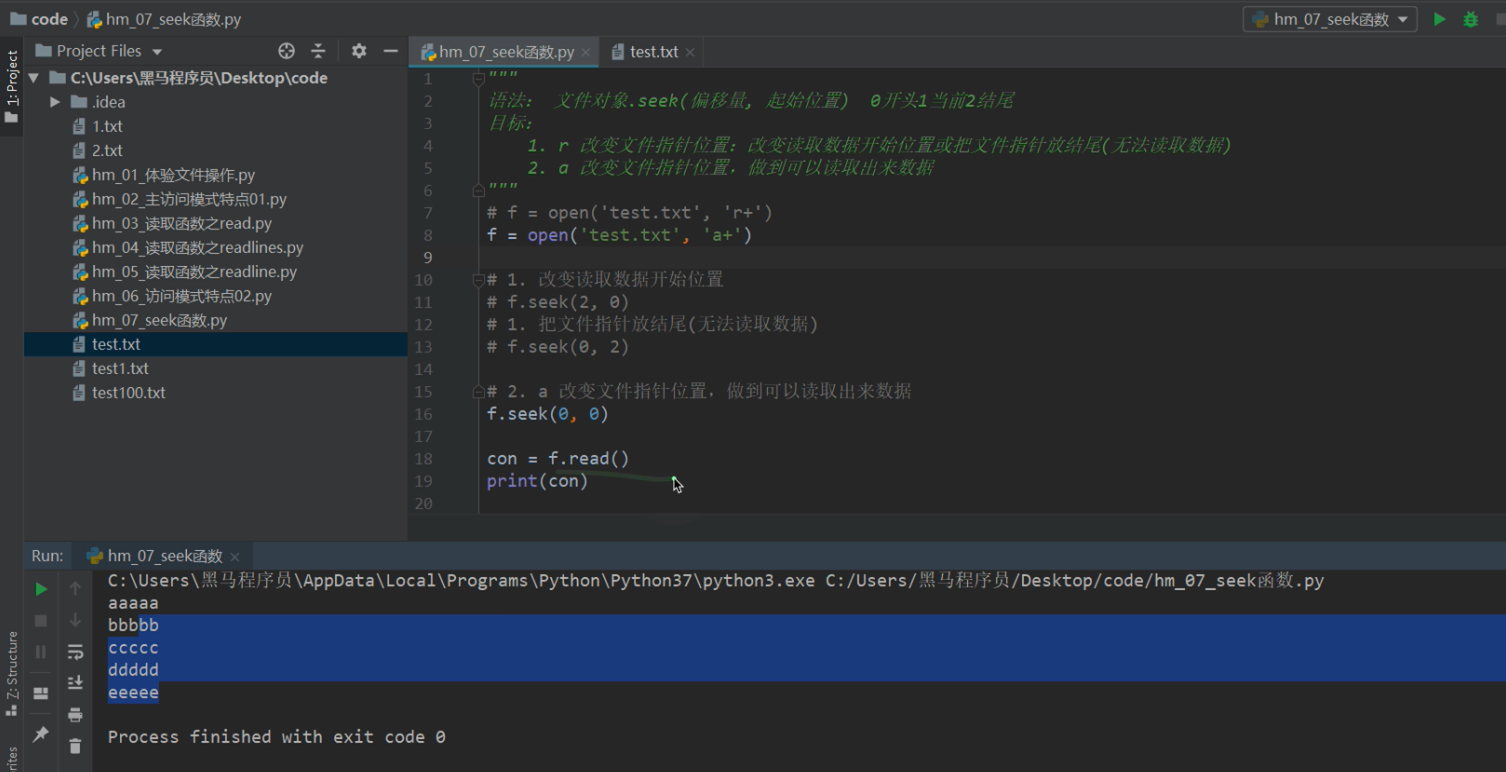 code hm_07_seek函数.py hm_07_seek函数
Project Files
hm_07_seek函数.py test.txt
1: Project
C:\Users\黑马程序员\Desktop\code
.idea
1.txt
2.txt
hm_01_体验文件操作.py
hm_02_主访问模式特点01.py
hm_03_读取函数之read.py
hm_04_读取函数之readlines.py
hm_05_读取函数之readline.py
hm_06_访问模式特点02.py
hm_07_seek函数.py
test.txt
test1.txt
test100.txt
1 """
2 语法： 文件对象.seek(偏移量, 起始位置) 0开头1当前2结尾
3 目标：
4 1. r 改变文件指针位置：改变读取数据开始位置或把文件指针放结尾(无法读取数据)
5 2. a 改变文件指针位置，做到可以读取出来数据
6 """
7 # f = open('test.txt', 'r+')
8 f = open('test.txt', 'a+')
9
10 # 1. 改变读取数据开始位置
11 # f.seek(2, 0)
12 # 1. 把文件指针放结尾(无法读取数据)
13 # f.seek(0, 2)
14
15 # 2. a 改变文件指针位置，做到可以读取出来数据
16 f.seek(0, 0)
17
18 con = f.read()
19 print(con)
20
Run: hm_07_seek函数
C:\Users\黑马程序员\AppData\Local\Programs\Python\Python37\python3.exe C:/Users/黑马程序员/Desktop/code/hm_07_seek函数.py
aaaaa
bbbbb
ccccc
ddddd
eeeee
Process finished with exit code 0
Z: Structure